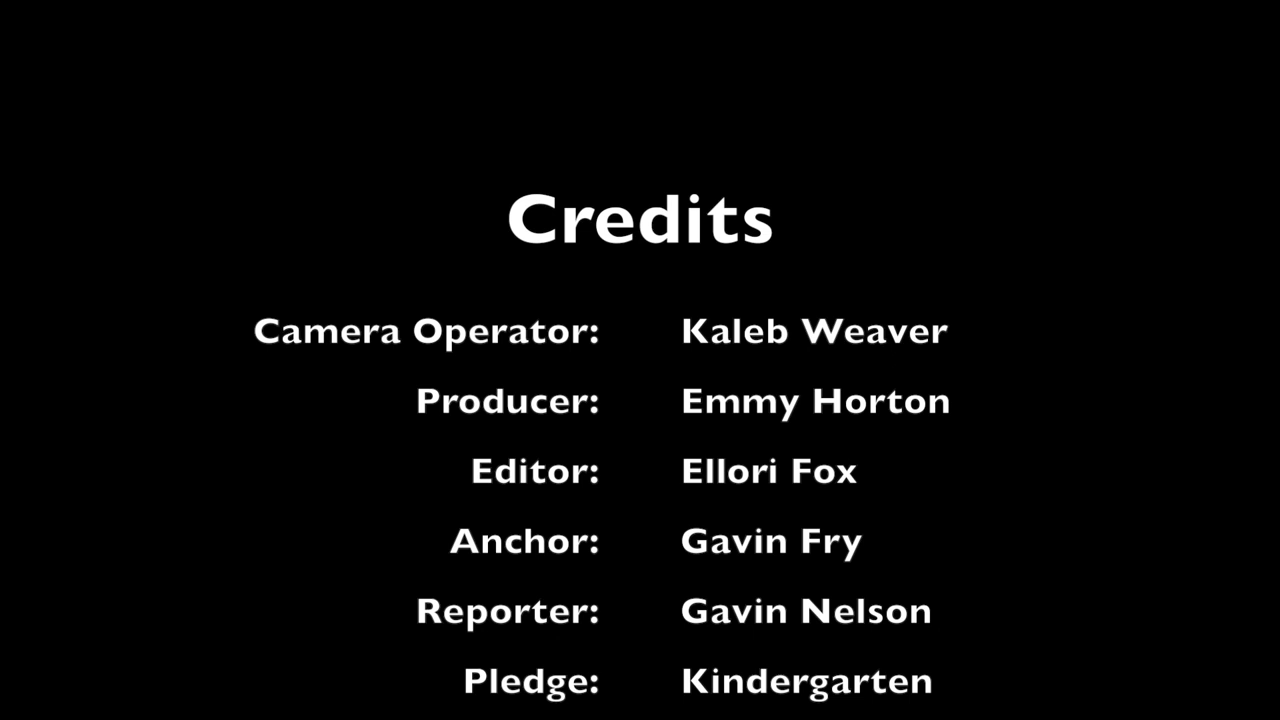 Credits
Camera Operator: Kaleb Weaver
Producer: Emmy Horton
Editor: Ellori Fox
Anchor: Gavin Fry
Reporter: Gavin Nelson
Pledge: Kindergarten